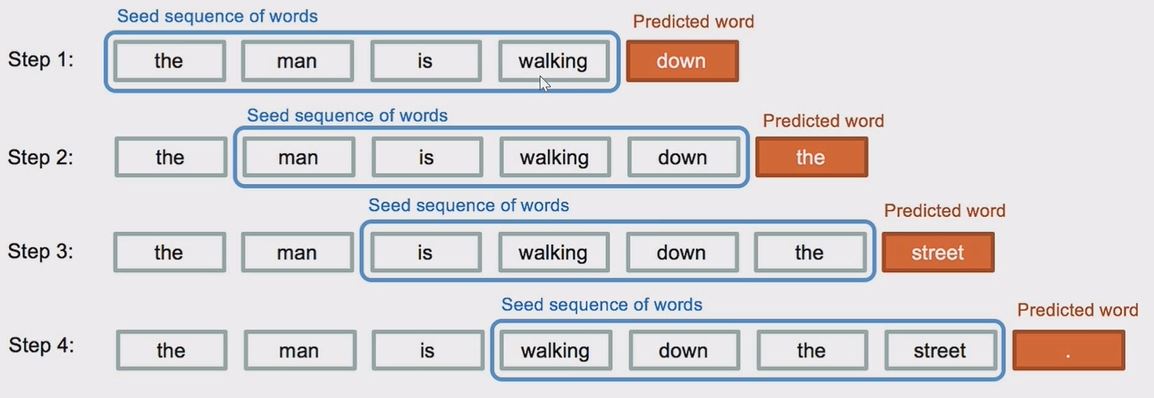 Seed sequence of words
Predicted word
Step 1: the man is walking down
Seed sequence of words
Predicted word
Step 2: the man is walking down the
Seed sequence of words
Predicted word
Step 3: the man is walking down the street
Seed sequence of words
Predicted word
Step 4: the man is walking down the street .